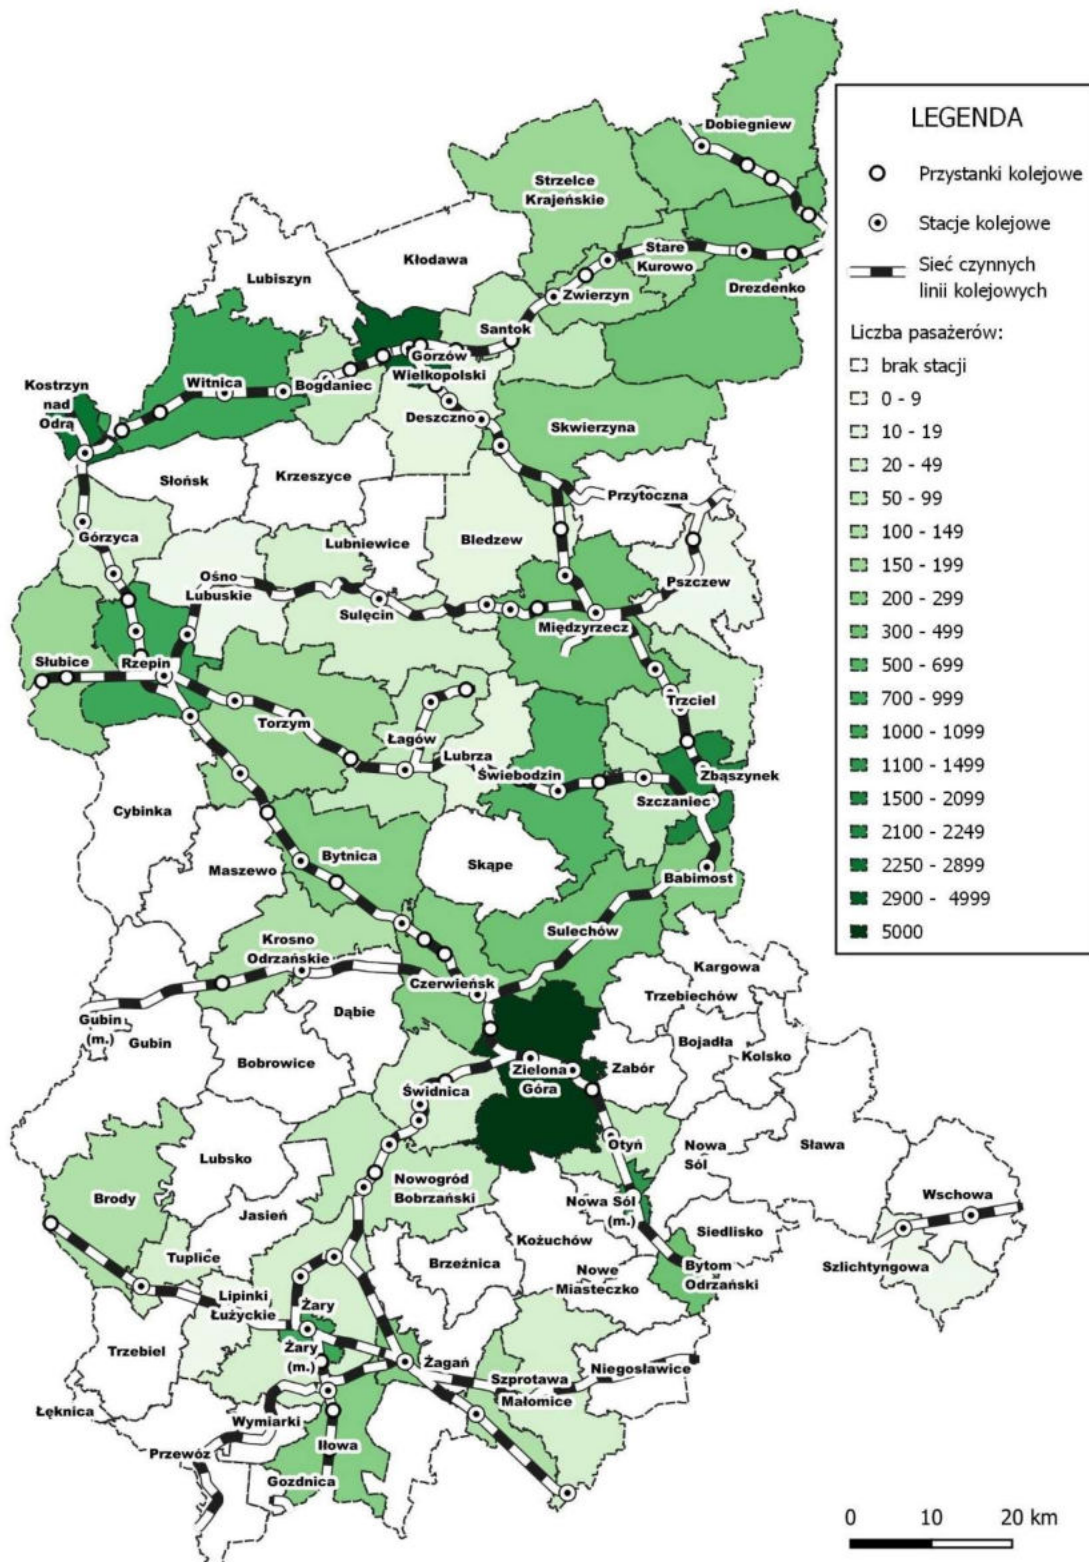 LEGENDA
Przystanki kolejowe
Stacje kolejowe
Sieć czynnych
linii kolejowych
Liczba pasażerów:
brak stacji
0 - 9
10 - 19
20 - 49
50 - 99
100 - 149
150 - 199
200 - 299
300 - 499
500 - 699
700 - 999
1000 - 1099
1100 - 1499
1500 - 2099
2100 - 2249
2250 - 2899
2900 - 4999
5000
Dobiegniew
Strzelce
Krajeńskie
Stare
Kurowo
Drezdenko
Zwierzyn
Kłodawa
Lubiszyn
Santok
Gorzów
Wielkopolski
Bogdaniec
Witnica
Kostrzyn
nad
Odrą
Deszczno
Skwierzyna
Słońsk
Krzeszyce
Przytoczna
Górzyca
Lubniewice
Bledzew
Ośno
Lubuskie
Sulęcin
Pszczew
Międzyrzecz
Słubice
Rzepin
Torzym
Łagów
Lubrza
Trzciel
Świebodzin
Zbąszynek
Szczaniec
Cybinka
Maszewo
Bytnica
Skąpe
Babimost
Krosno
Odrzańskie
Sulechów
Czerwieńsk
Kargowa
Trzebiechów
Gubin
(m.)
Gubin
Dąbie
Bobrowice
Bojadła
Kolsko
Zabór
Zielona
Góra
Świdnica
Otyń
Nowa
Sól
Sława
Lubsko
Brody
Nowogród
Bobrzański
Nowa Sól
(m.)
Wschowa
Jasień
Kożuchów
Siedlisko
Tuplice
Brzeźnica
Nowe
Miasteczko
Bytom
Odrzański
Szlichtyngowa
Lipinki
Łużyckie
Żary
Trzebiel
Żary
(m.)
Żagań
Szprotawa
Małomice
Niegosławice
Łęknica
Wymiarki
Przewóz
Iłowa
Gozdnica
0 10 20 km